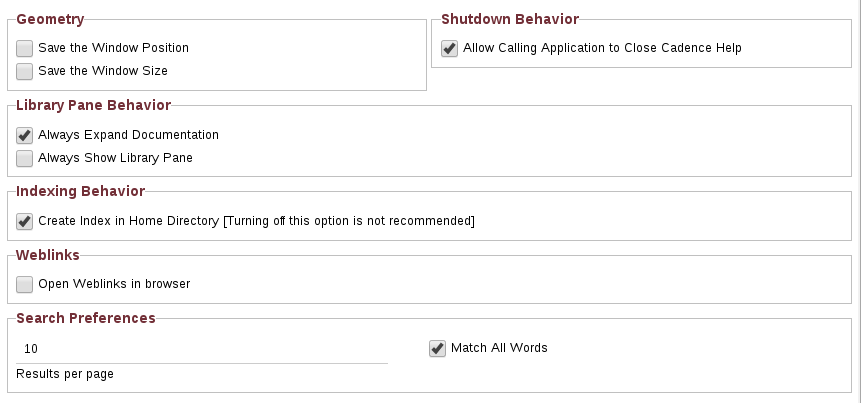 Geometry
Save the Window Position
Save the Window Size
Shutdown Behavior
Allow Calling Application to Close Cadence Help
Library Pane Behavior
Always Expand Documentation
Always Show Library Pane
Indexing Behavior
Create Index in Home Directory [Turning off this option is not recommended]
Weblinks
Open Weblinks in browser
Search Preferences
10
Results per page
Match All Words